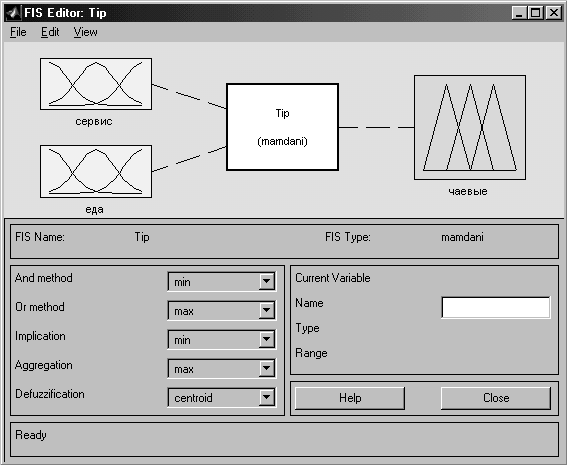 FIS Editor: Tip
File Edit View
Tip
(mamdani)
сервис
еда
чаевые
FIS Name: Tip FIS Type: mamdani
And method min
Or method max
Implication min
Aggregation max
Defuzzification centroid
Current Variable
Name
Type
Range
Help Close
Ready